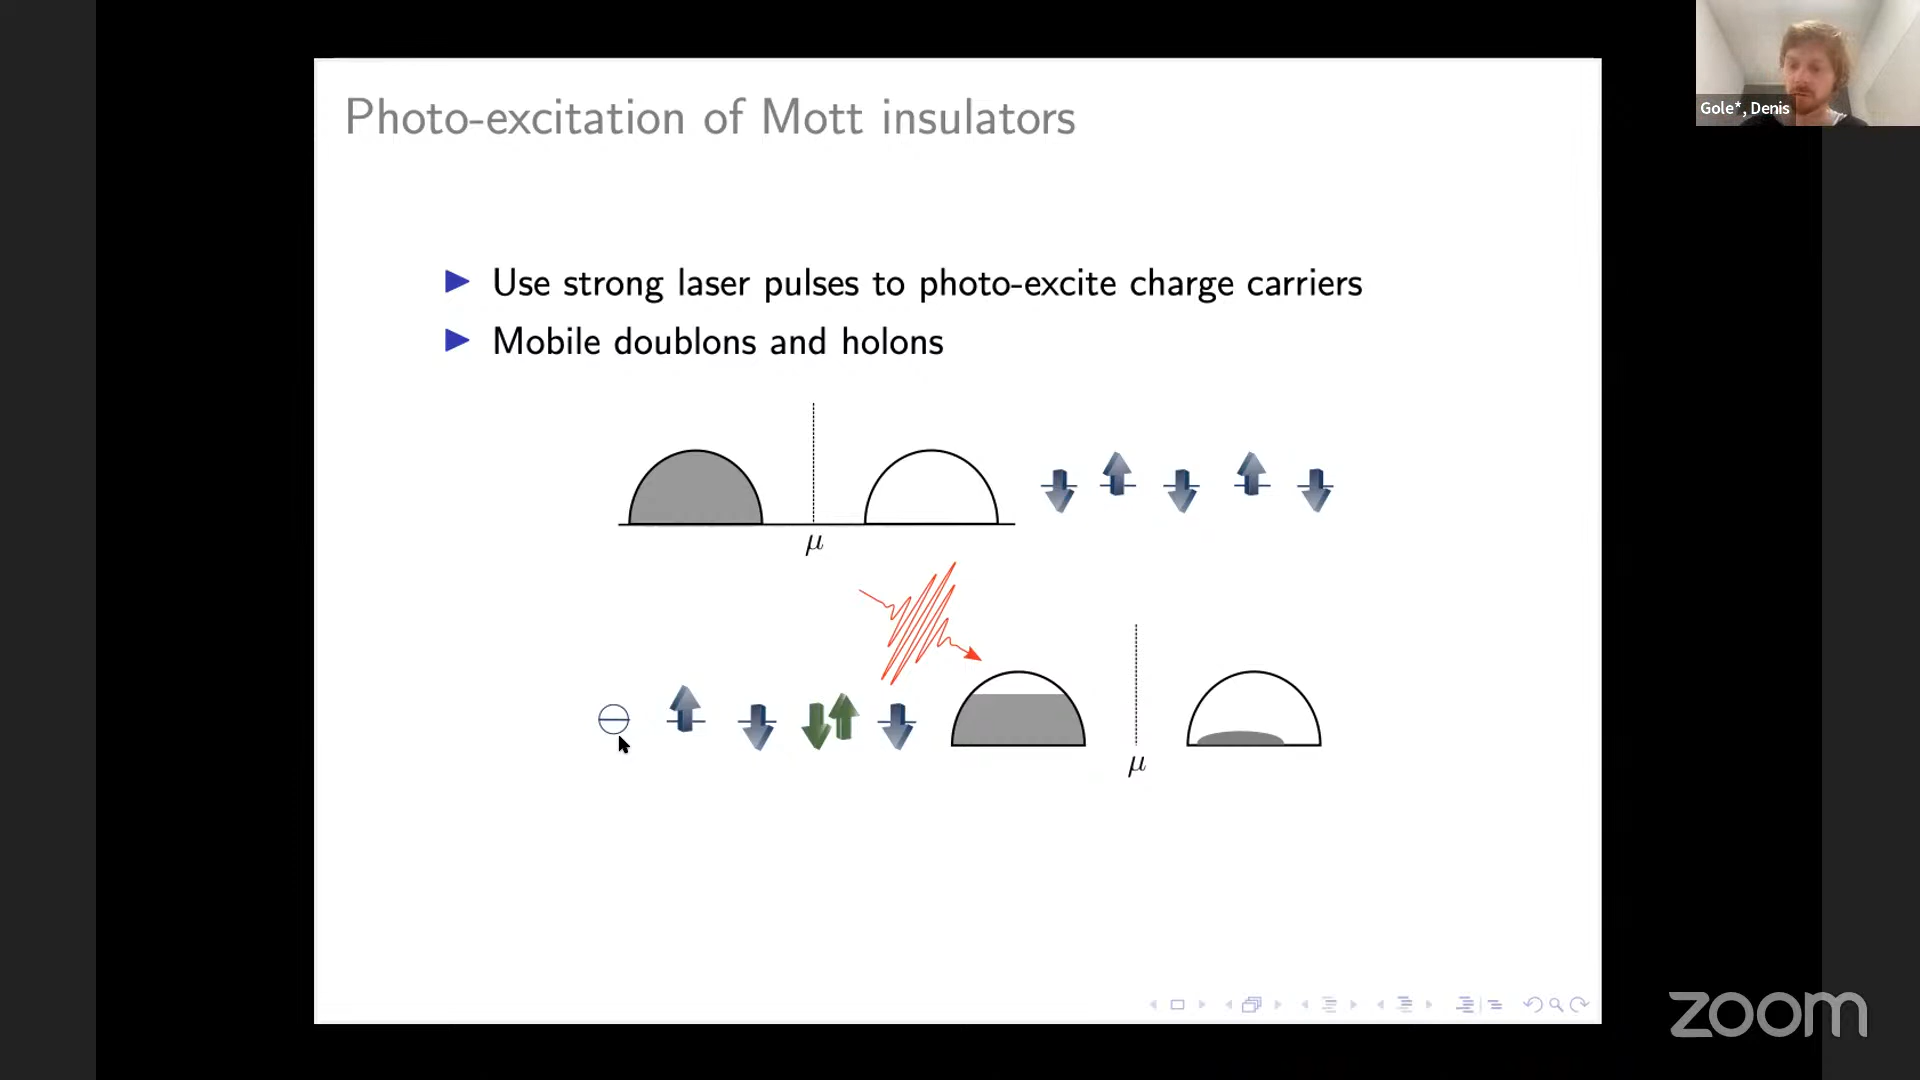 Photo-excitation of Mott insulators
Gole*, Denis
Use strong laser pulses to photo-excite charge carriers
Mobile doublons and holons
μ
μ
zoom